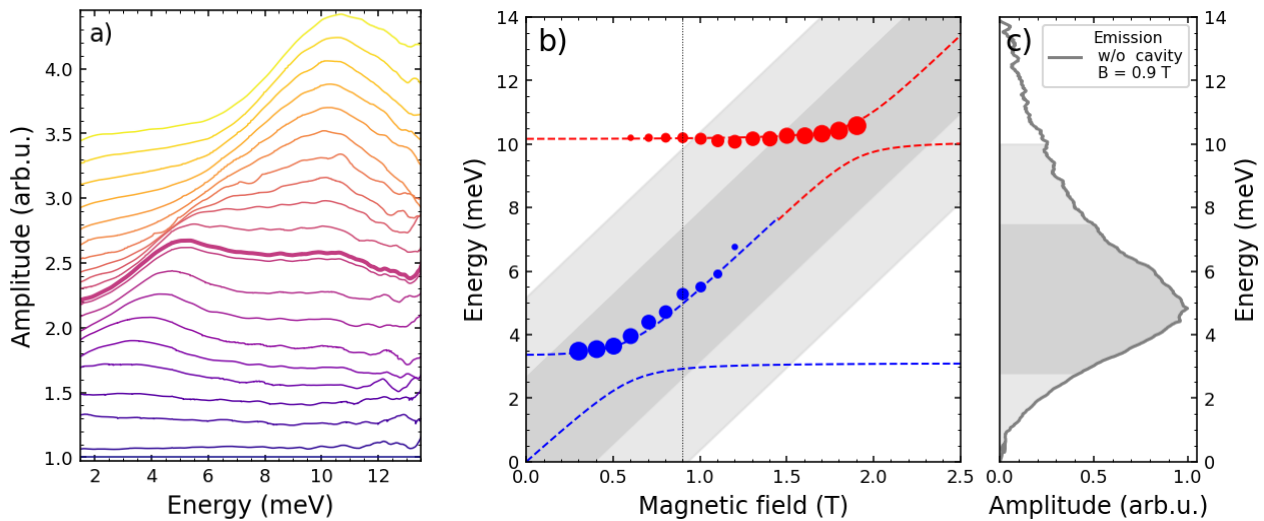 a)
Amplitude (arb.u.)
4.0
3.5
3.0
2.5
2.0
1.5
1.0
2 4 6 8 10 12
Energy (meV)
b)
Energy (meV)
14
12
10
8
6
4
2
0
0.0 0.5 1.0 1.5 2.0 2.5
Magnetic field (T)
c)
Emission
w/o cavity
B = 0.9 T
14
12
10
8
6
4
2
0
Energy (meV)
0.0 0.5 1.0
Amplitude (arb.u.)